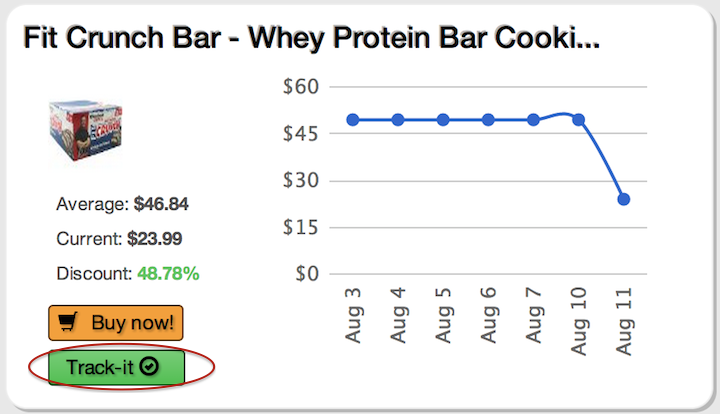 Fit Crunch Bar - Whey Protein Bar Cooki...
CRUNCH
Average: $46.84
Current: $23.99
Discount: 48.78%
Buy now!
Track-it
$60
$45
$30
$15
$0
Aug 3
Aug 4
Aug 5
Aug 6
Aug 7
Aug 10
Aug 11